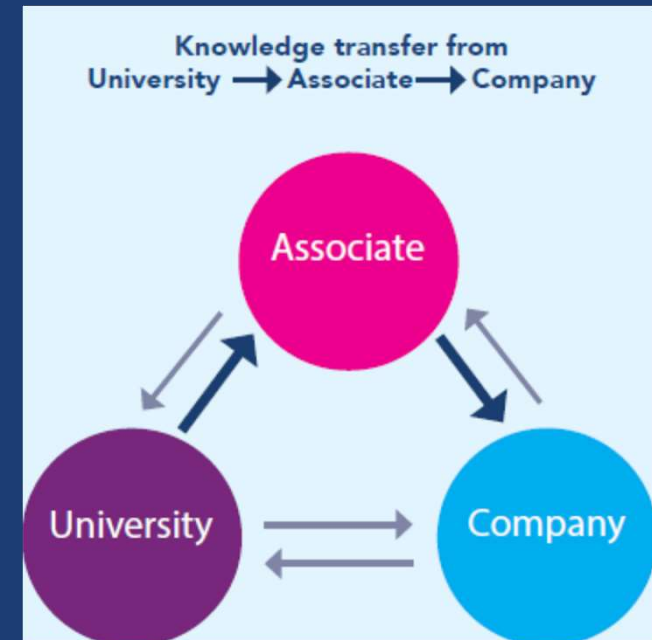 Knowledge transfer from
University → Associate → Company
Associate
University
Company